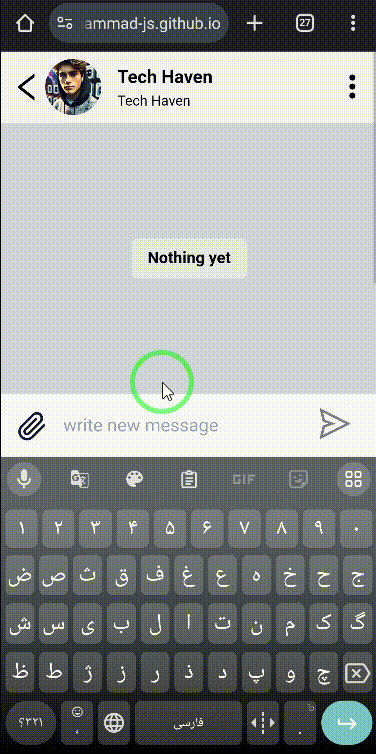 ammad-js.github.io
27
Tech Haven
Tech Haven
Nothing yet
write new message
GIF
۱ ۲ ۳ ۴ ۵ ۶ ۷ ۸ ۹ ۰
ض ص ث ق ف غ ع ه خ ح ج
ش س ی ب ل ا ت ن م ک گ
ظ ط ژ ز ر ذ د پ و چ
۳۲۱؟ ، فارسی .